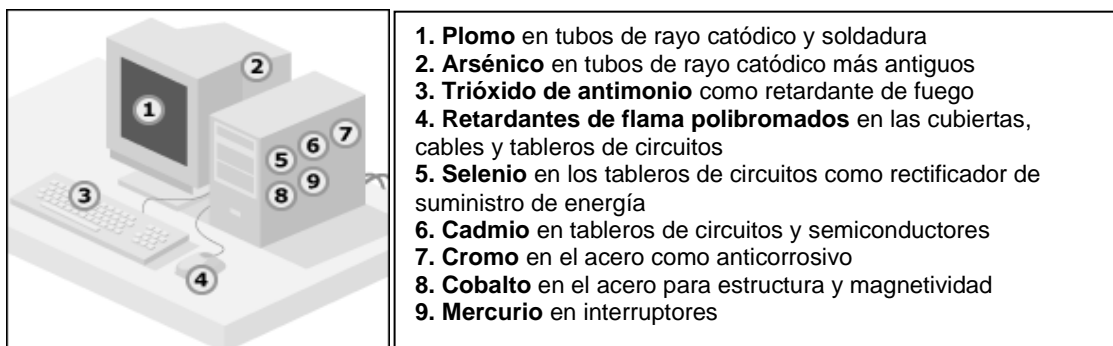 1
2
3
4
5
6
7
8
9
1. Plomo en tubos de rayo catódico y soldadura
2. Arsénico en tubos de rayo catódico más antiguos
3. Trióxido de antimonio como retardante de fuego
4. Retardantes de flama polibromados en las cubiertas,
cables y tableros de circuitos
5. Selenio en los tableros de circuitos como rectificador de
suministro de energía
6. Cadmio en tableros de circuitos y semiconductores
7. Cromo en el acero como anticorrosivo
8. Cobalto en el acero para estructura y magnetividad
9. Mercurio en interruptores